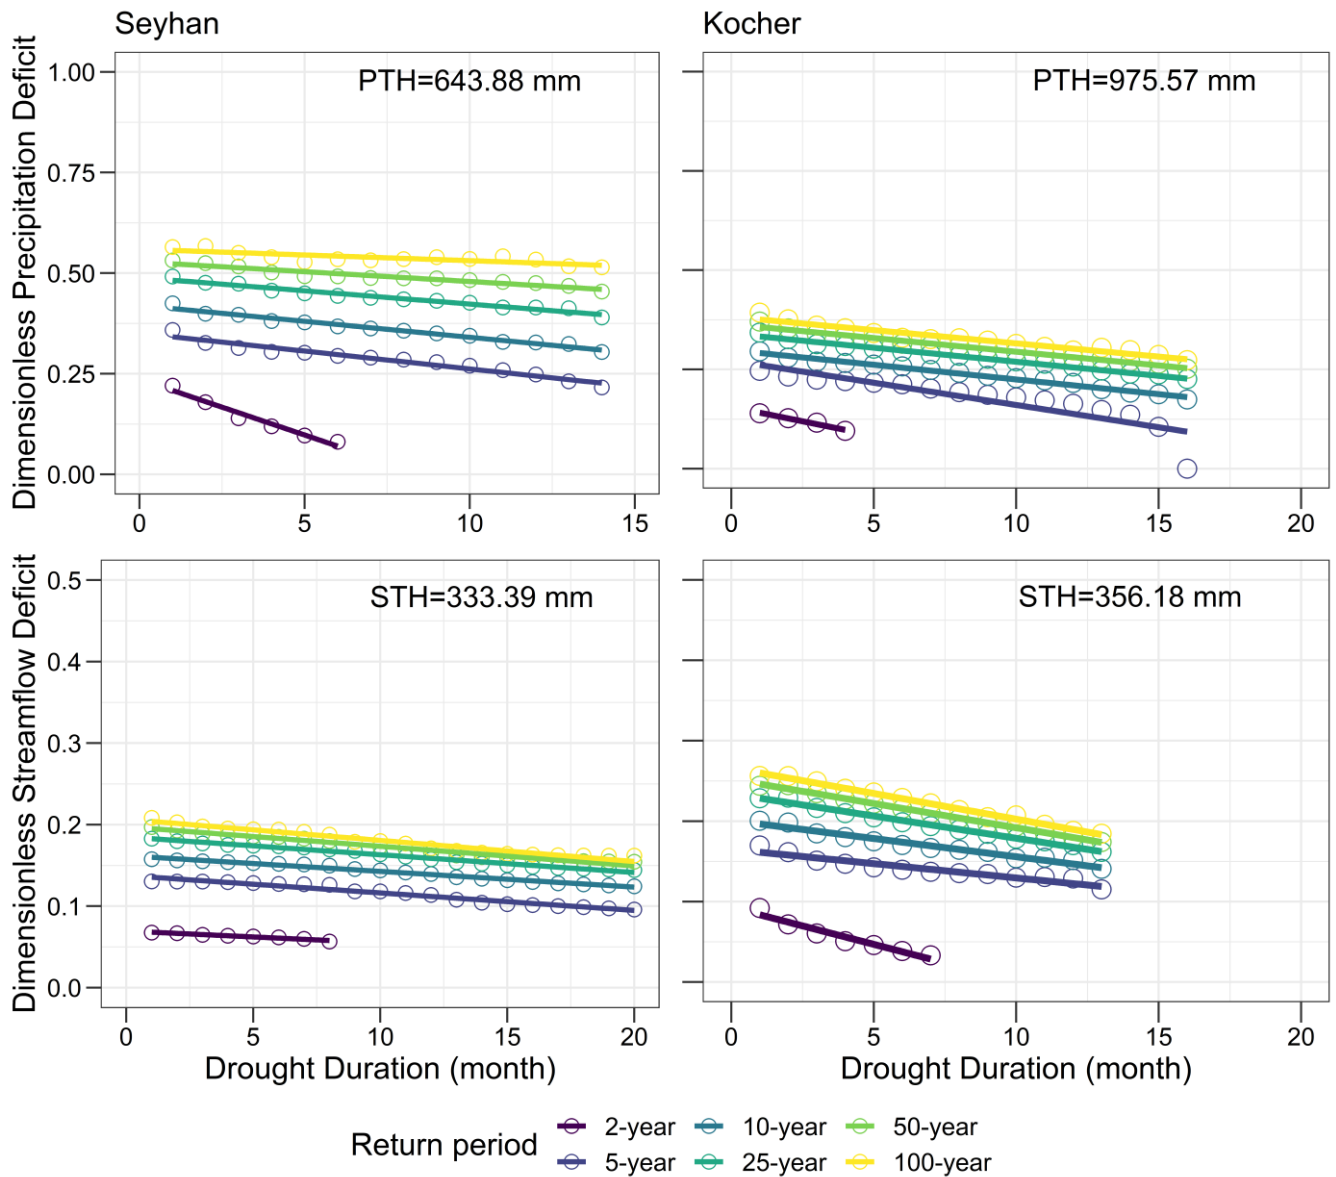 Seyhan
Kocher
Dimensionless Precipitation Deficit
1.00
0.75
0.50
0.25
0.00
PTH=643.88 mm
0 5 10 15
PTH=975.57 mm
0 5 10 15 20
Dimensionless Streamflow Deficit
0.5
0.4
0.3
0.2
0.1
0.0
STH=333.39 mm
0 5 10 15 20
Drought Duration (month)
STH=356.18 mm
0 5 10 15 20
Drought Duration (month)
Return period
2-year 10-year 50-year
5-year 25-year 100-year